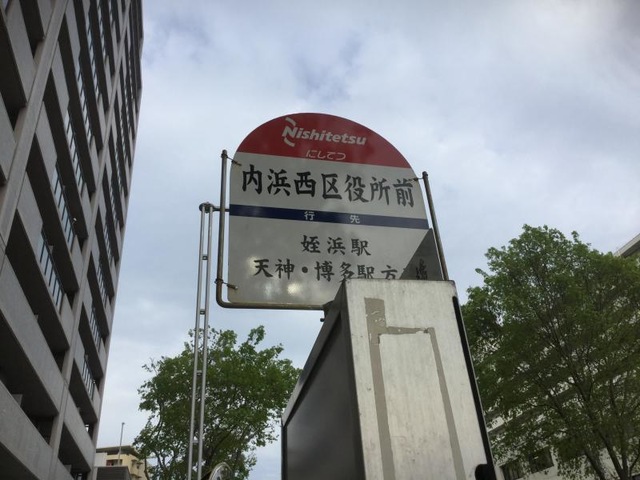 Nishitetsu
にしてつ
内浜西区役所前
行先
姪浜駅
天神・博多駅方